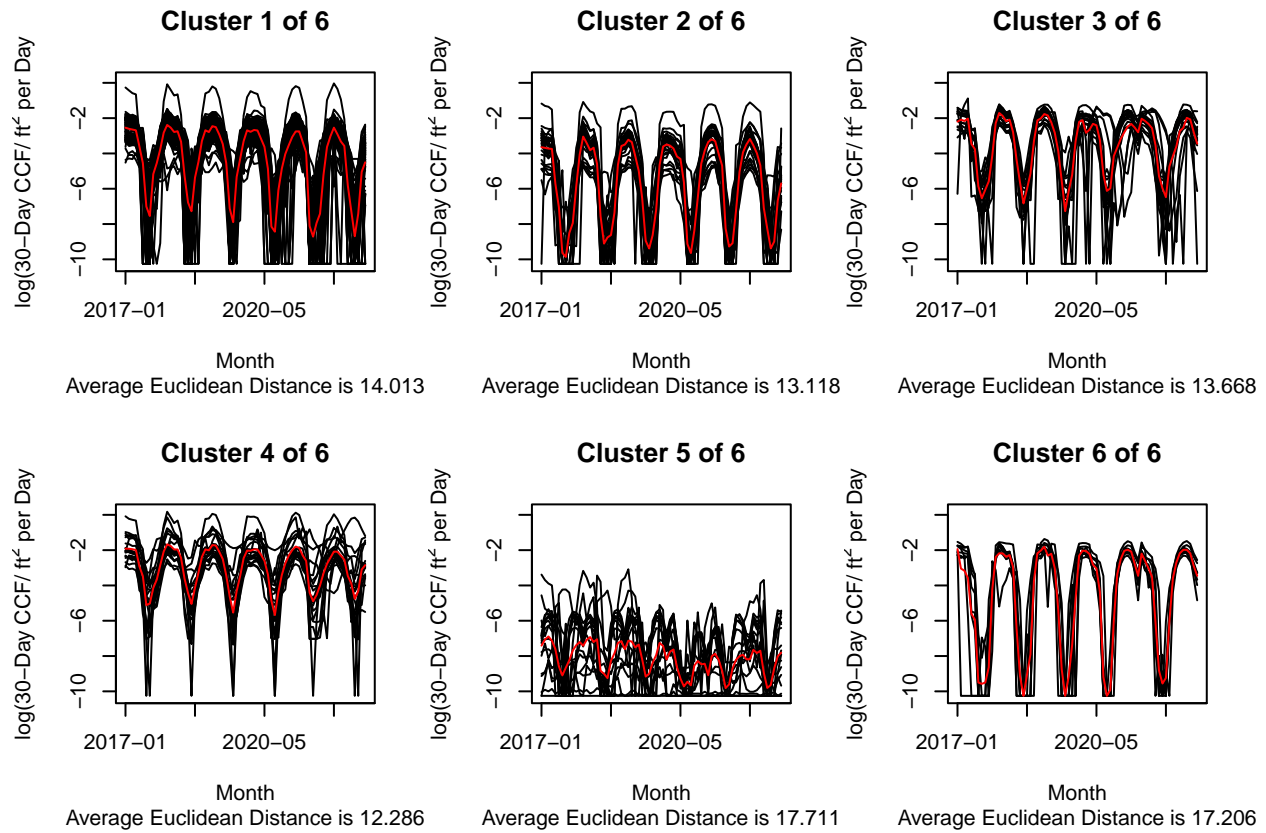 Cluster 1 of 6
log(30−Day CCF/ ft² per Day
−2
−6
−10
2017−01 2020−05
Month
Average Euclidean Distance is 14.013
Cluster 2 of 6
log(30−Day CCF/ ft² per Day
−2
−6
−10
2017−01 2020−05
Month
Average Euclidean Distance is 13.118
Cluster 3 of 6
log(30−Day CCF/ ft² per Day
−2
−6
−10
2017−01 2020−05
Month
Average Euclidean Distance is 13.668
Cluster 4 of 6
log(30−Day CCF/ ft² per Day
−2
−6
−10
2017−01 2020−05
Month
Average Euclidean Distance is 12.286
Cluster 5 of 6
log(30−Day CCF/ ft² per Day
−2
−6
−10
2017−01 2020−05
Month
Average Euclidean Distance is 17.711
Cluster 6 of 6
log(30−Day CCF/ ft² per Day
−2
−6
−10
2017−01 2020−05
Month
Average Euclidean Distance is 17.206